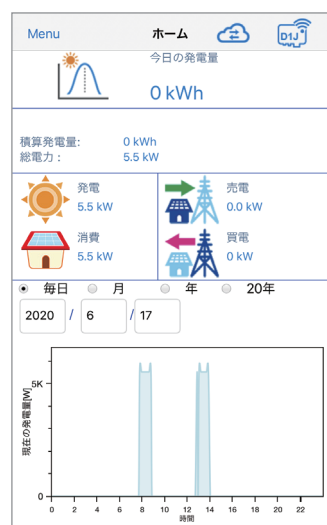 Menu ホーム D1J
今日の発電量
0 kWh
積算発電量: 0 kWh
総電力： 5.5 kW
発電 売電
5.5 kW 0.0 kW
消費 買電
5.5 kW 0 kW
毎日 月 年 20年
2020 / 6 / 17
現在の発電量[W]
5K
0
0 2 4 6 8 10 12 14 16 18 20 22
時間